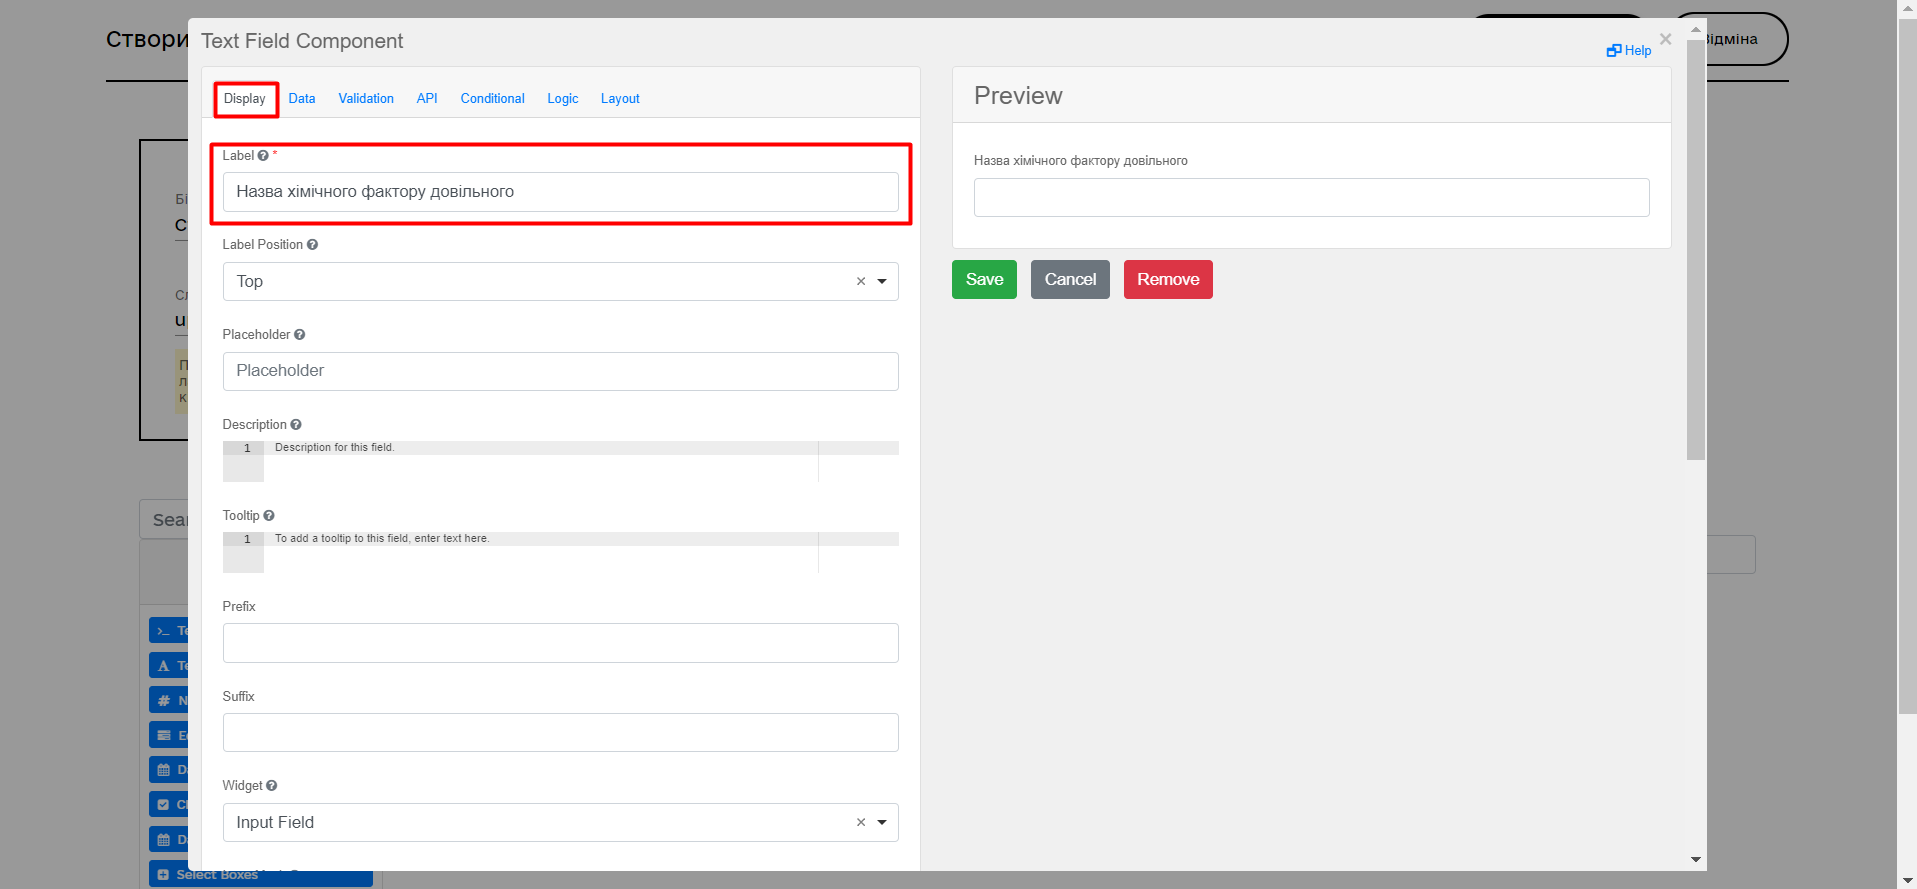 Text Field Component
Help
Display Data Validation API Conditional Logic Layout
Label *
Назва хімічного фактору довільного
Label Position
Top
Placeholder
Placeholder
Description
1 Description for this field.
Tooltip
1 To add a tooltip to this field, enter text here.
Prefix
Suffix
Widget
Input Field
Preview
Назва хімічного фактору довільного
Save Cancel Remove
Select Boxes